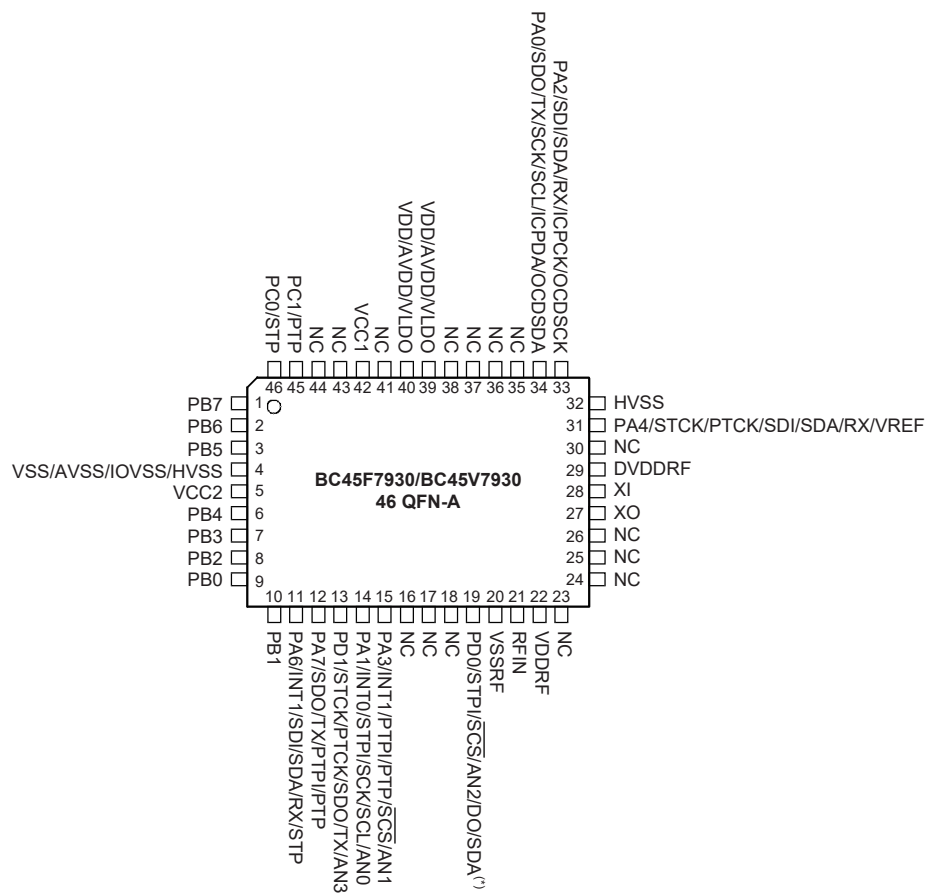 PA0/SDO/TX/SCK/SCL/ICPDA/OCDSDA
PA2/SDI/SDA/RX/ICPCK/OCDSCK
PC0/STP
PC1/PTP
NC
NC
VCC1
NC
VDD/AVDD/VLDO
VDD/AVDD/VLDO
NC
NC
NC
NC
46 45 44 43 42 41 40 39 38 37 36 35 34 33
PB7 1
PB6 2
PB5 3
VSS/AVSS/IOVSS/HVSS 4
VCC2 5
PB4 6
PB3 7
PB2 8
PB0 9
BC45F7930/BC45V7930
46 QFN-A
32 HVSS
31 PA4/STCK/PTCK/SDI/SDA/RX/VREF
30 NC
29 DVDDRF
28 XI
27 XO
26 NC
25 NC
24 NC
10 11 12 13 14 15 16 17 18 19 20 21 22 23
PB1
PA6/INT1/SDI/SDA/RX/STP
PA7/SDO/TX/PTPI/PTP
PD1/STCK/PTCK/SDO/TX/AN3
PA1/INT0/STPI/SCK/SCL/AN0
PA3/INT1/PTPI/PTP/SCS/AN1
NC
NC
NC
PD0/STPI/SCS/AN2/DO/SDA(*)
VSSRF
RFIN
VDDRF
NC